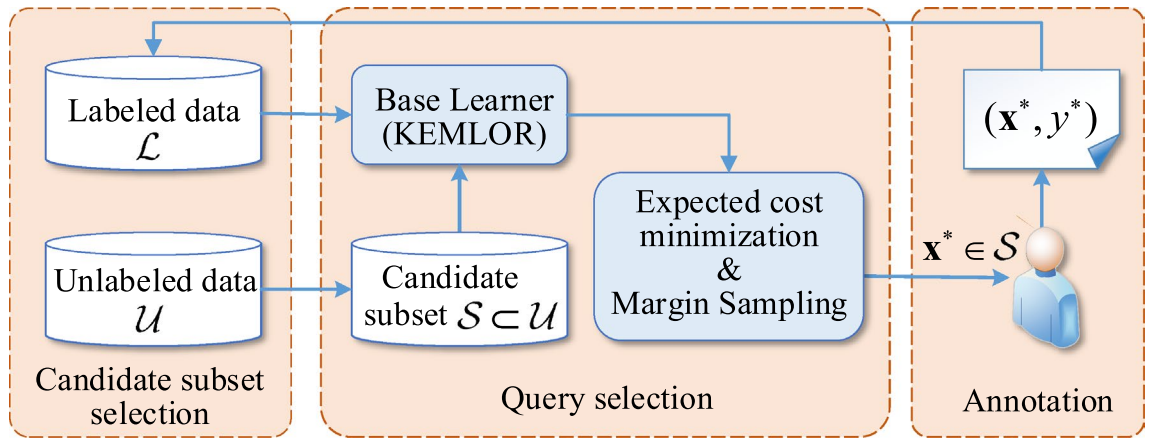 Labeled data
ℒ
Unlabeled data
𝒰
Candidate subset
selection
Base Learner
(KEMLOR)
Candidate
subset 𝒮 ⊂ 𝒰
Expected cost
minimization
&
Margin Sampling
Query selection
(x*, y*)
x* ∈ 𝒮
Annotation